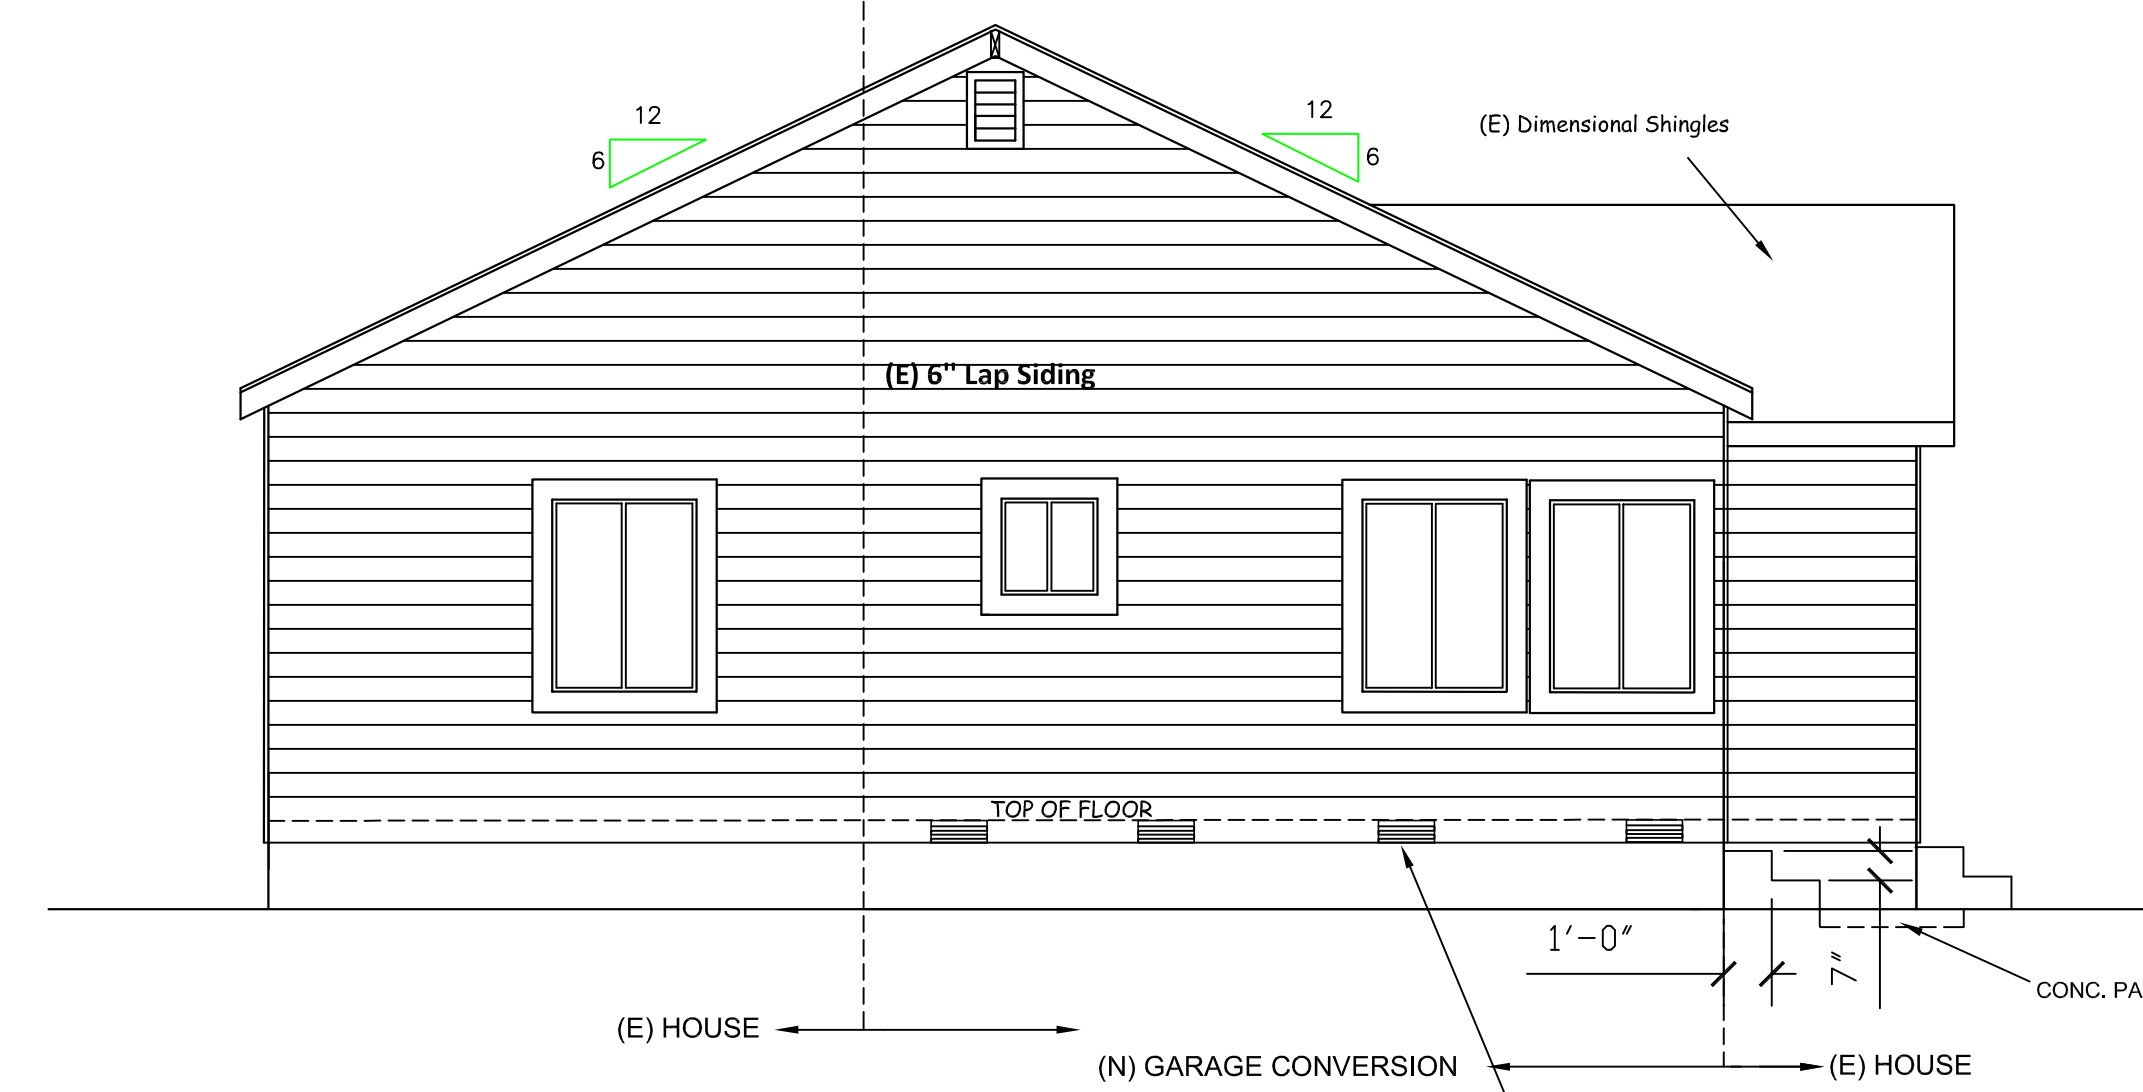 12
6
12
6
(E) Dimensional Shingles
(E) 6" Lap Siding
TOP OF FLOOR
1'-0"
7"
CONC. PA
(E) HOUSE
(N) GARAGE CONVERSION
(E) HOUSE